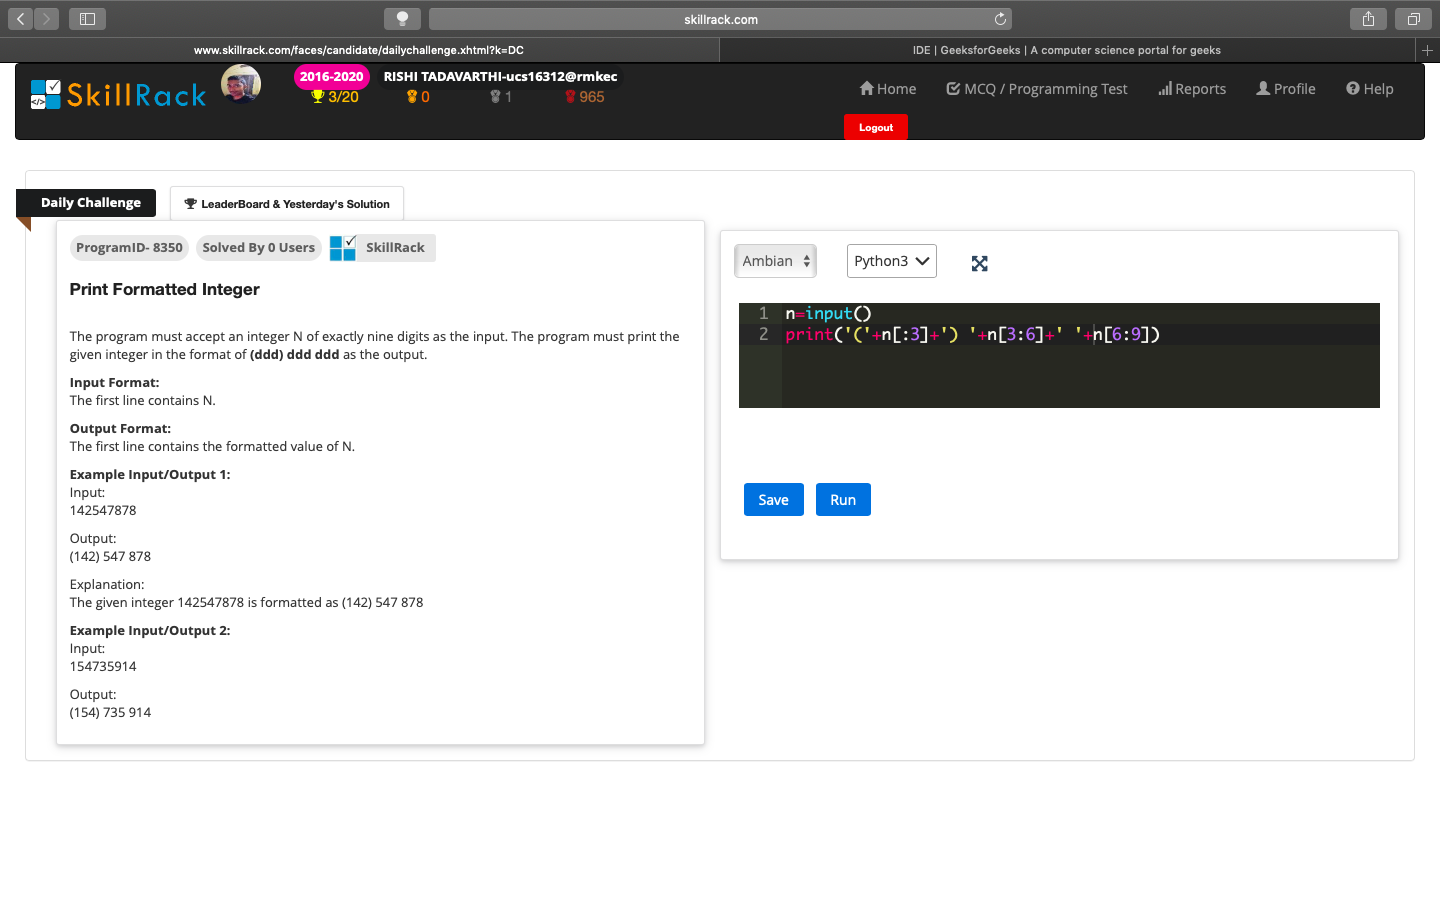 skillrack.com
www.skillrack.com/faces/candidate/dailychallenge.xhtml?k=DC
IDE | GeeksforGeeks | A computer science portal for geeks
SkillRack
2016-2020 RISHI TADAVARTHI-ucs16312@rmkec
3/20 0 1 965
Home MCQ / Programming Test Reports Profile Help
Logout
Daily Challenge
LeaderBoard & Yesterday's Solution
ProgramID- 8350 Solved By 0 Users SkillRack
Print Formatted Integer
The program must accept an integer N of exactly nine digits as the input. The program must print the
given integer in the format of (ddd) ddd ddd as the output.
Input Format:
The first line contains N.
Output Format:
The first line contains the formatted value of N.
Example Input/Output 1:
Input:
142547878
Output:
(142) 547 878
Explanation:
The given integer 142547878 is formatted as (142) 547 878
Example Input/Output 2:
Input:
154735914
Output:
(154) 735 914
Ambian Python3
1 n=input()
2 print('('+n[:3]+') '+n[3:6]+' '+n[6:9])
Save Run